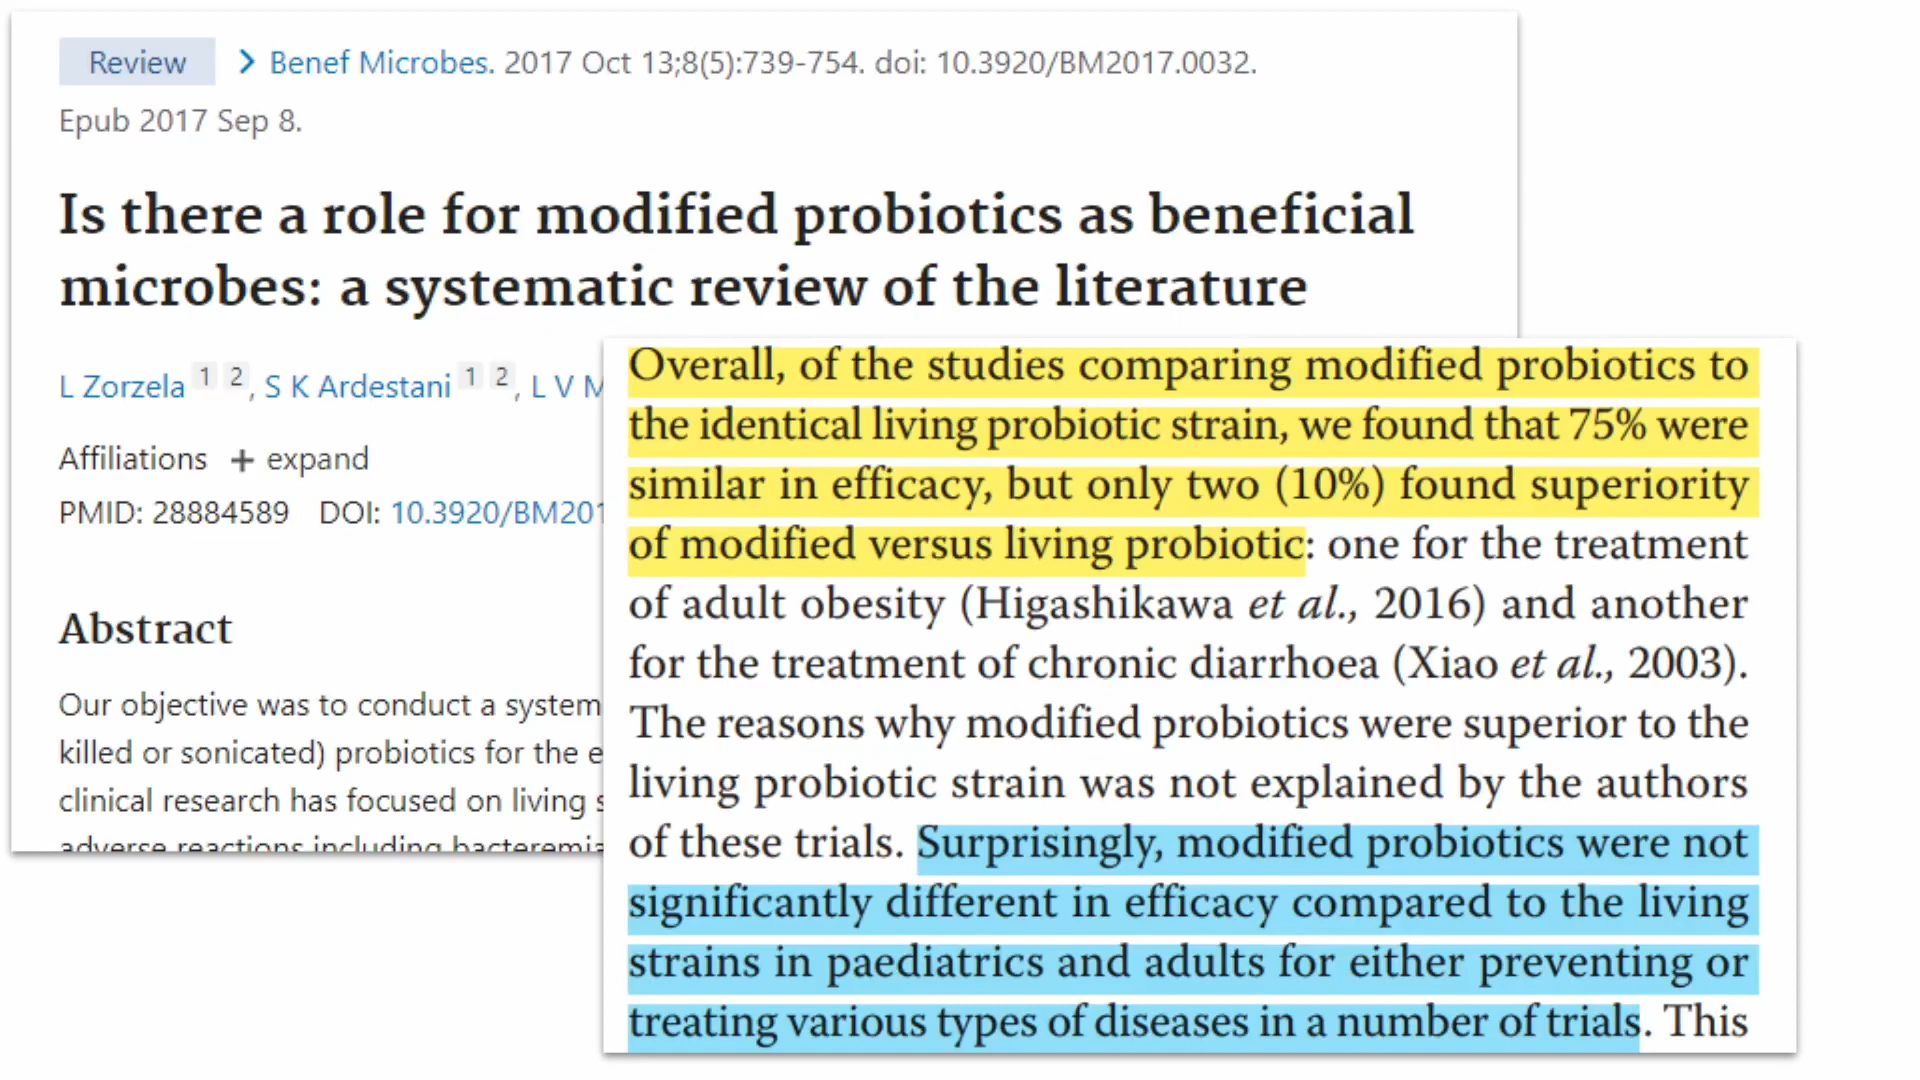 Review > Benef Microbes. 2017 Oct 13;8(5):739-754. doi: 10.3920/BM2017.0032.
Epub 2017 Sep 8.
Is there a role for modified probiotics as beneficial
microbes: a systematic review of the literature
L Zorzela 1 2, S K Ardestani 1 2, L V
Affiliations + expand
PMID: 28884589 DOI: 10.3920/BM201
Abstract
Our objective was to conduct a system
killed or sonicated) probiotics for the e
clinical research has focused on living s
adverse reactions including bacteremia
Overall, of the studies comparing modified probiotics to
the identical living probiotic strain, we found that 75% were
similar in efficacy, but only two (10%) found superiority
of modified versus living probiotic: one for the treatment
of adult obesity (Higashikawa et al., 2016) and another
for the treatment of chronic diarrhoea (Xiao et al., 2003).
The reasons why modified probiotics were superior to the
living probiotic strain was not explained by the authors
of these trials. Surprisingly, modified probiotics were not
significantly different in efficacy compared to the living
strains in paediatrics and adults for either preventing or
treating various types of diseases in a number of trials. This